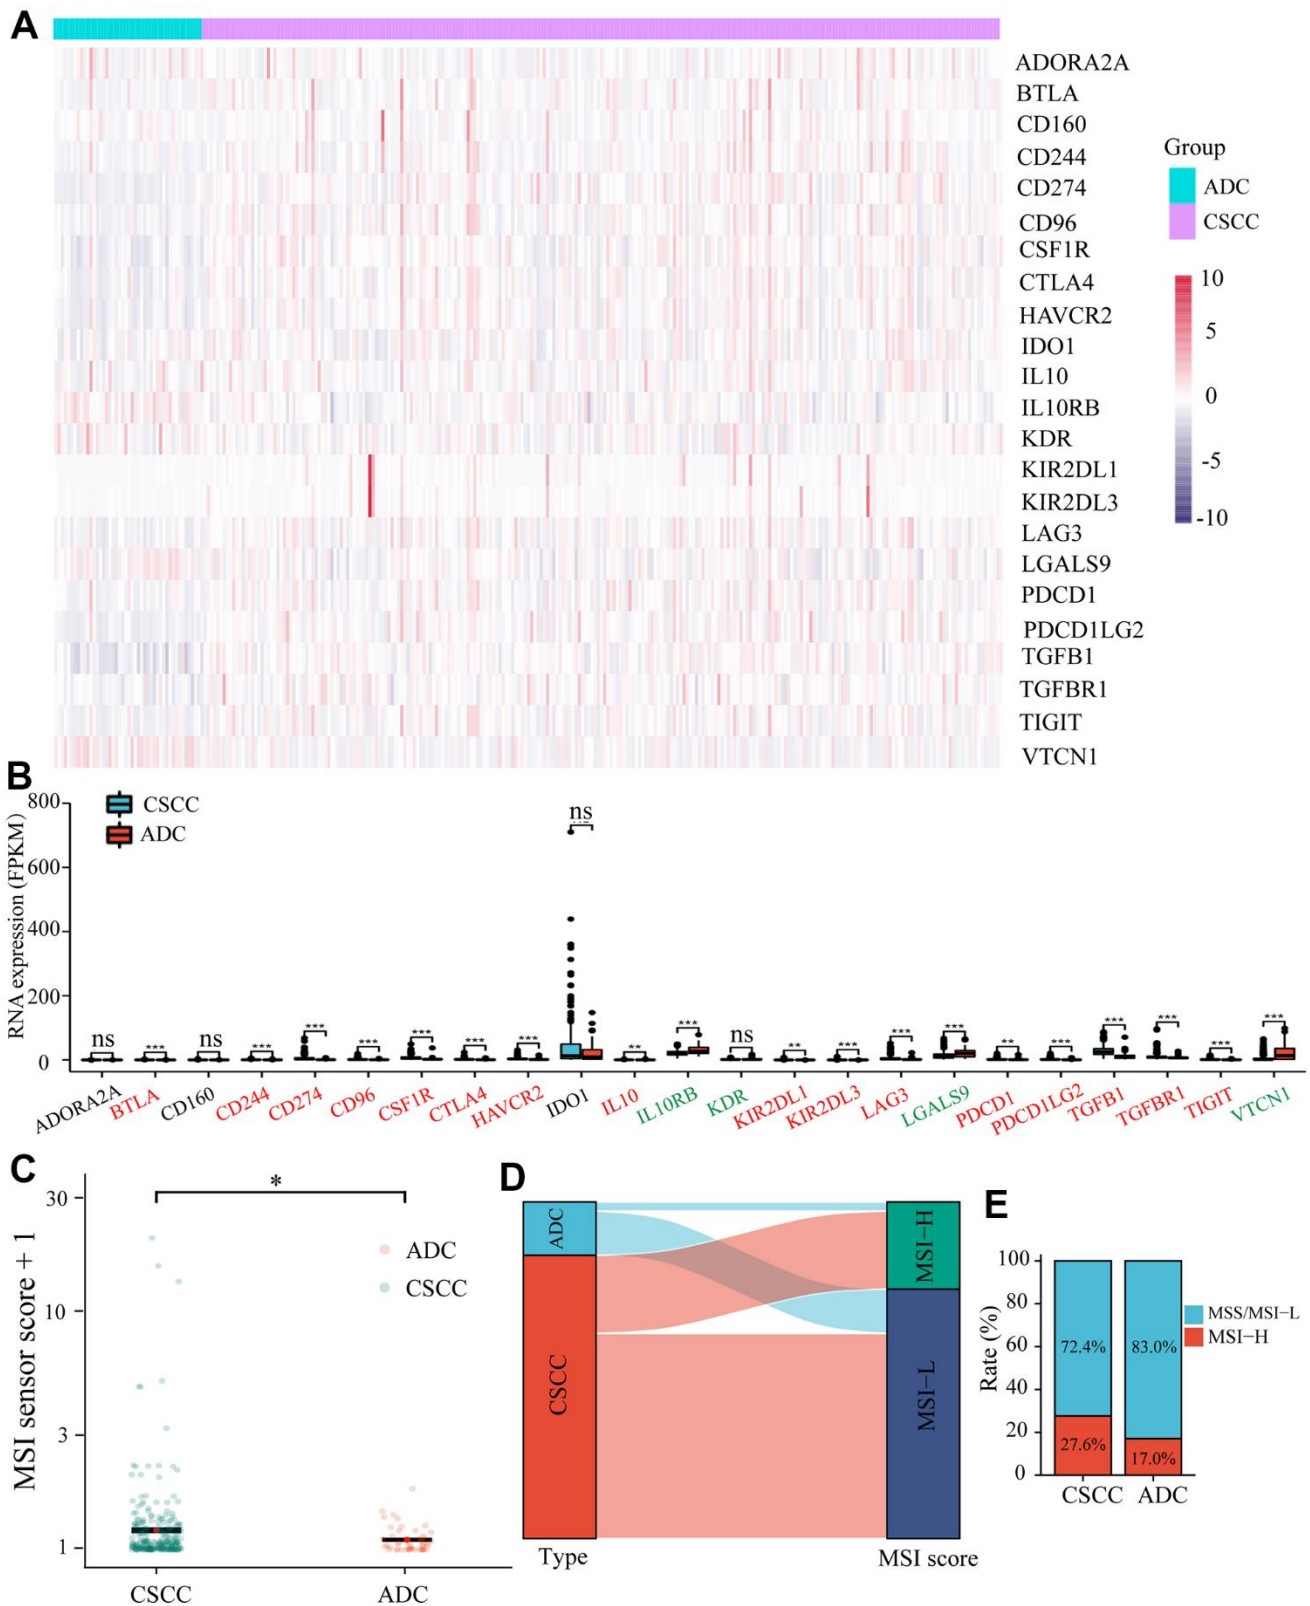 A
ADORA2A
BTLA
CD160
CD244
CD274
CD96
CSF1R
CTLA4
HAVCR2
IDO1
IL10
IL10RB
KDR
KIR2DL1
KIR2DL3
LAG3
LGALS9
PDCD1
PDCD1LG2
TGFB1
TGFBR1
TIGIT
VTCN1
Group
ADC
CSCC
10
5
0
-5
-10
B
RNA expression (FPKM)
800
600
400
200
0
CSCC
ADC
ns
***
ns
***
***
***
***
***
***
ns
**
***
ns
**
***
***
***
**
***
***
***
***
***
ADORA2A
BTLA
CD160
CD244
CD274
CD96
CSF1R
CTLA4
HAVCR2
IDO1
IL10
IL10RB
KDR
KIR2DL1
KIR2DL3
LAG3
LGALS9
PDCD1
PDCD1LG2
TGFB1
TGFBR1
TIGIT
VTCN1
C
MSI sensor score + 1
30
10
3
1
*
ADC
CSCC
CSCC
ADC
D
ADC
CSCC
MSI-H
MSI-L
Type
MSI score
E
Rate (%)
100
80
60
40
20
0
72.4%
83.0%
27.6%
17.0%
CSCC
ADC
MSS/MSI-L
MSI-H